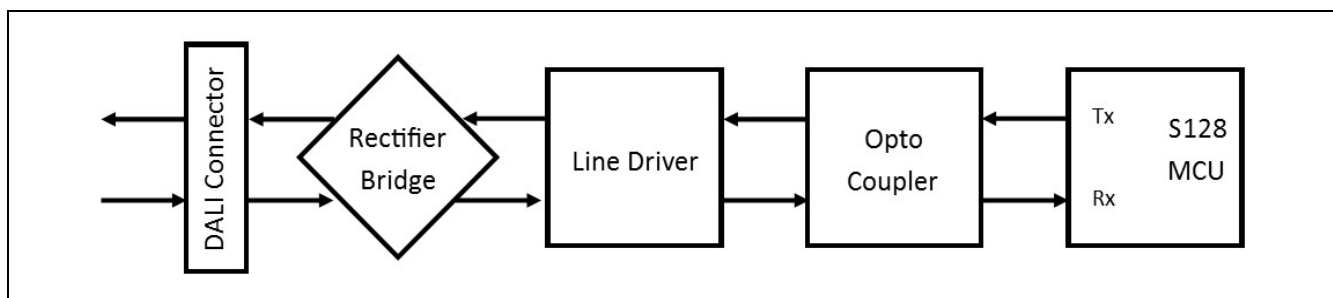 DALI Connector
Rectifier
Bridge
Line Driver
Opto
Coupler
Tx
S128
MCU
Rx